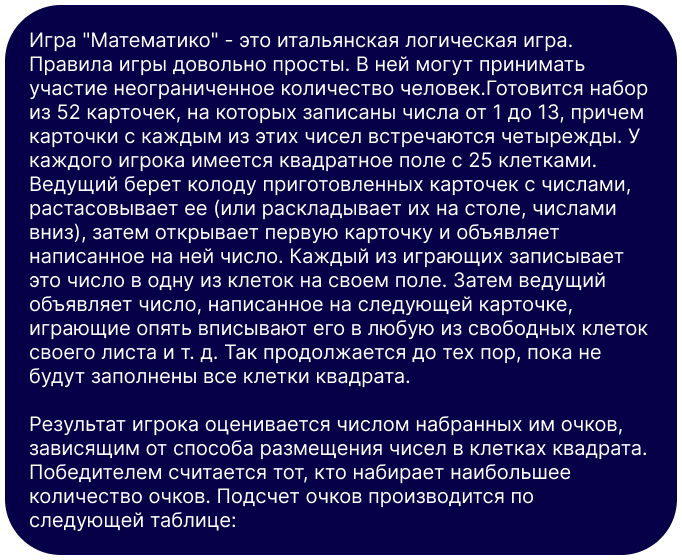 Игра "Математико" - это итальянская логическая игра.
Правила игры довольно просты. В ней могут принимать
участие неограниченное количество человек.Готовится набор
из 52 карточек, на которых записаны числа от 1 до 13, причем
карточки с каждым из этих чисел встречаются четырежды. У
каждого игрока имеется квадратное поле с 25 клетками.
Ведущий берет колоду приготовленных карточек с числами,
растасовывает ее (или раскладывает их на столе, числами
вниз), затем открывает первую карточку и объявляет
написанное на ней число. Каждый из играющих записывает
это число в одну из клеток на своем поле. Затем ведущий
объявляет число, написанное на следующей карточке,
играющие опять вписывают его в любую из свободных клеток
своего листа и т. д. Так продолжается до тех пор, пока не
будут заполнены все клетки квадрата.
Результат игрока оценивается числом набранных им очков,
зависящим от способа размещения чисел в клетках квадрата.
Победителем считается тот, кто набирает наибольшее
количество очков. Подсчет очков производится по
следующей таблице: